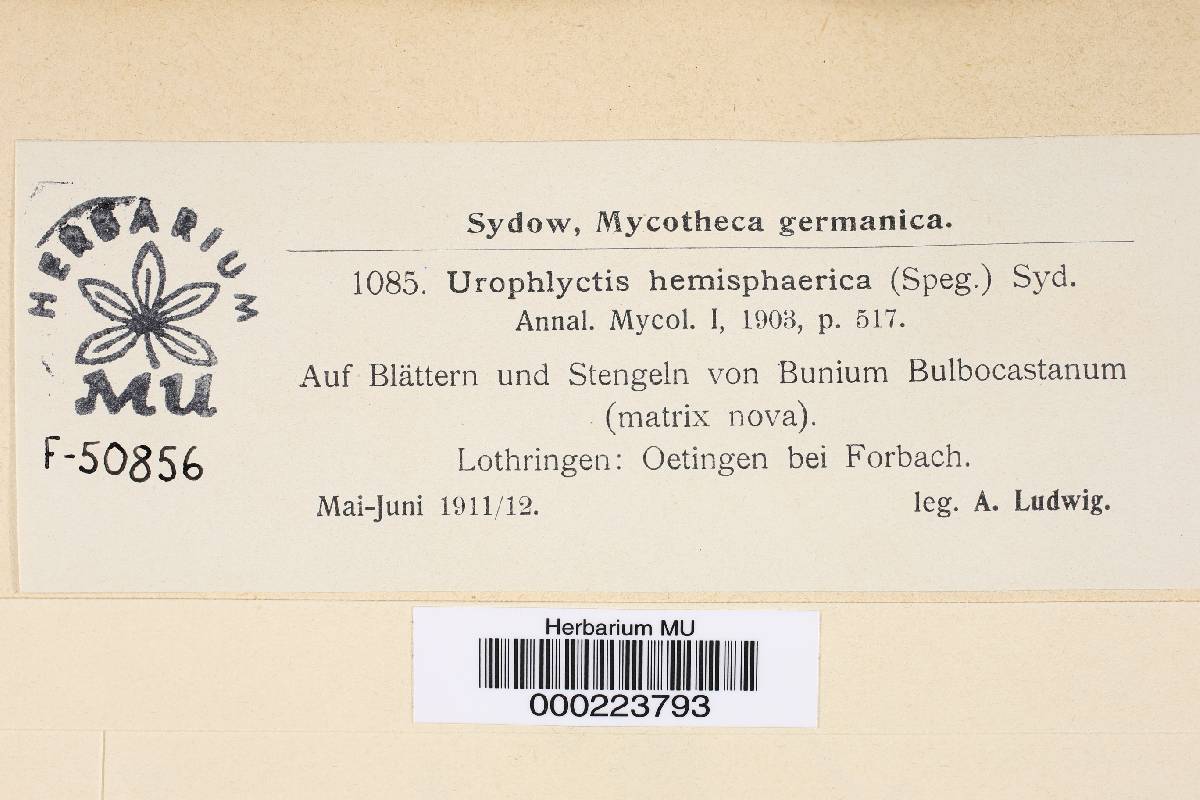 HERBARIUM
MU
F-50856
Sydow, Mycotheca germanica.
1085. Urophlyctis hemisphaerica (Speg.) Syd.
Annal. Mycol. I, 1903, p. 517.
Auf Blättern und Stengeln von Bunium Bulbocastanum
(matrix nova).
Lothringen: Oetingen bei Forbach.
Mai-Juni 1911/12. leg. A. Ludwig.
Herbarium MU
000223793